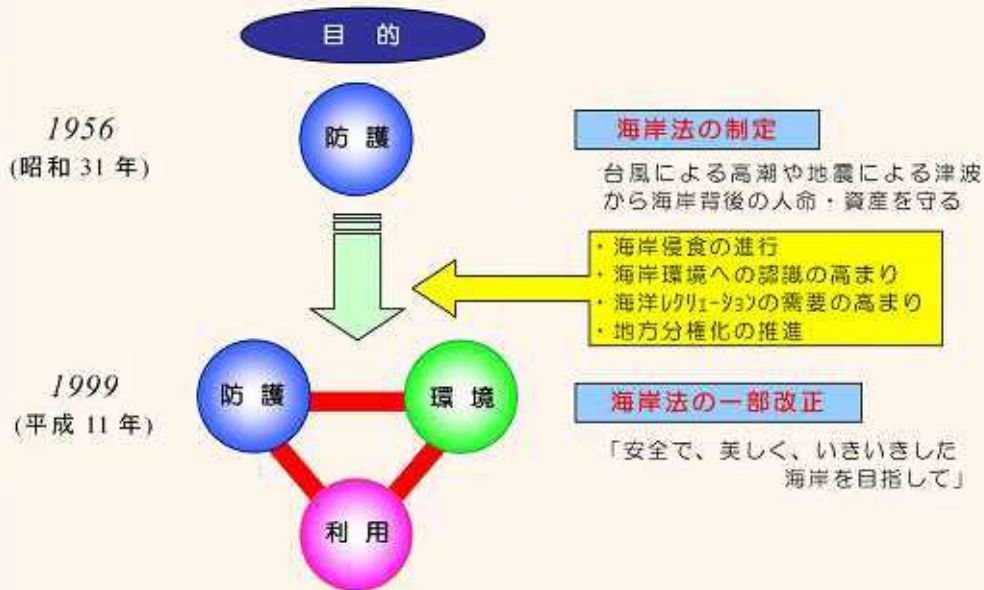 目 的
1956
(昭和 31 年)
防 護
海岸法の制定
台風による高潮や地震による津波
から海岸背後の人命・資産を守る
・海岸侵食の進行
・海岸環境への認識の高まり
・海洋ﾚｸﾘｪｰｼｮﾝの需要の高まり
・地方分権化の推進
1999
(平成 11 年)
防 護
環 境
利 用
海岸法の一部改正
「安全で、美しく、いきいきした
海岸を目指して」